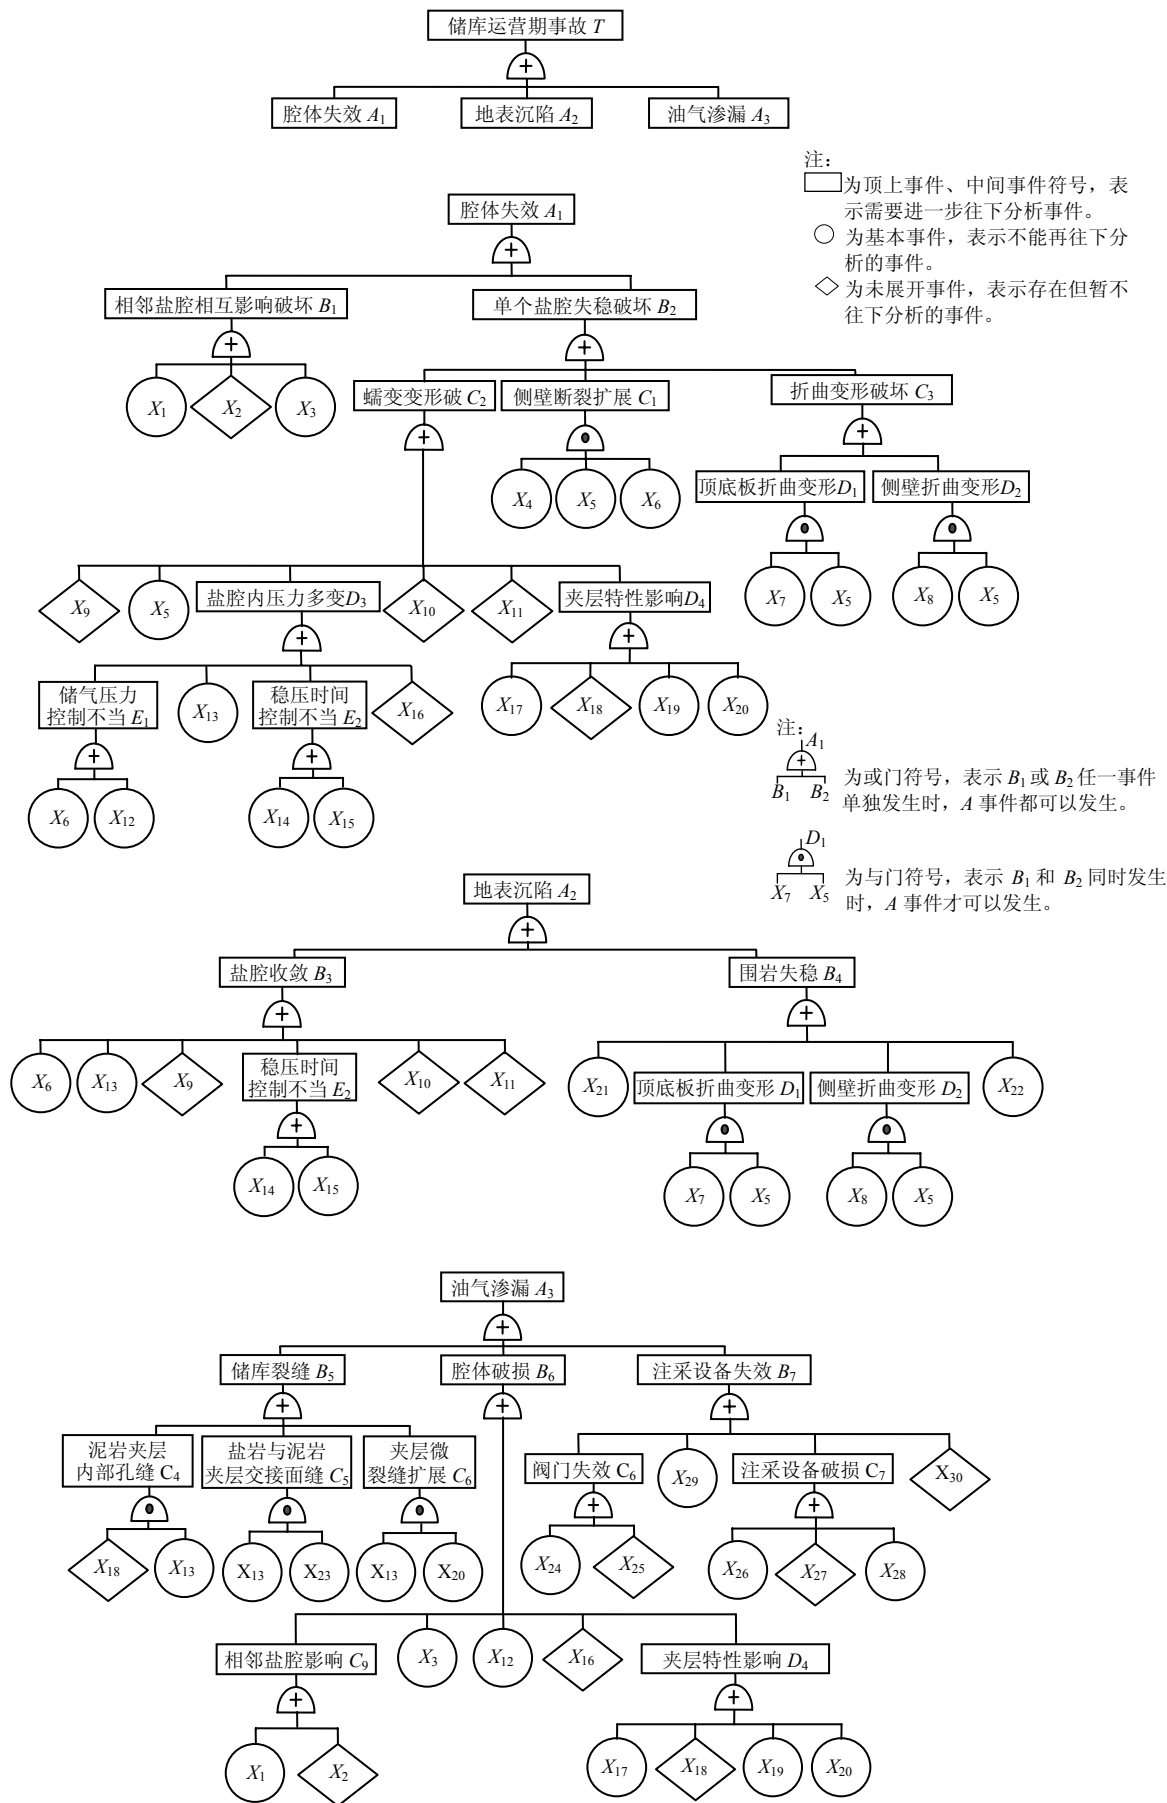 储库运营期事故 T
腔体失效 A1
地表沉陷 A2
油气渗漏 A3
注：
为顶上事件、中间事件符号，表
示需要进一步往下分析事件。
为基本事件，表示不能再往下分
析的事件。
为未展开事件，表示存在但暂不
往下分析的事件。
腔体失效 A1
相邻盐腔相互影响破坏 B1
单个盐腔失稳破坏 B2
X1
X2
X3
蠕变变形破 C2
侧壁断裂扩展 C1
折曲变形破坏 C3
X4
X5
X6
顶底板折曲变形D1
侧壁折曲变形D2
X7
X5
X8
X5
X9
X5
盐腔内压力多变D3
X10
X11
夹层特性影响D4
储气压力
控制不当 E1
X13
稳压时间
控制不当 E2
X16
X17
X18
X19
X20
X6
X12
X14
X15
注：
A1
B1
B2
为或门符号，表示 B1 或 B2 任一事件
单独发生时，A 事件都可以发生。
D1
X7
X5
为与门符号，表示 B1 和 B2 同时发生
时，A 事件才可以发生。
地表沉陷 A2
盐腔收敛 B3
围岩失稳 B4
X6
X13
X9
稳压时间
控制不当 E2
X10
X11
X21
顶底板折曲变形 D1
侧壁折曲变形 D2
X22
X14
X15
X7
X5
X8
X5
油气渗漏 A3
储库裂缝 B5
腔体破损 B6
注采设备失效 B7
泥岩夹层
内部孔缝 C4
盐岩与泥岩
夹层交接面缝 C5
夹层微
裂缝扩展 C6
阀门失效 C6
X29
注采设备破损 C7
X30
X18
X13
X13
X23
X13
X20
X24
X25
X26
X27
X28
相邻盐腔影响 C9
X3
X12
X16
夹层特性影响 D4
X1
X2
X17
X18
X19
X20